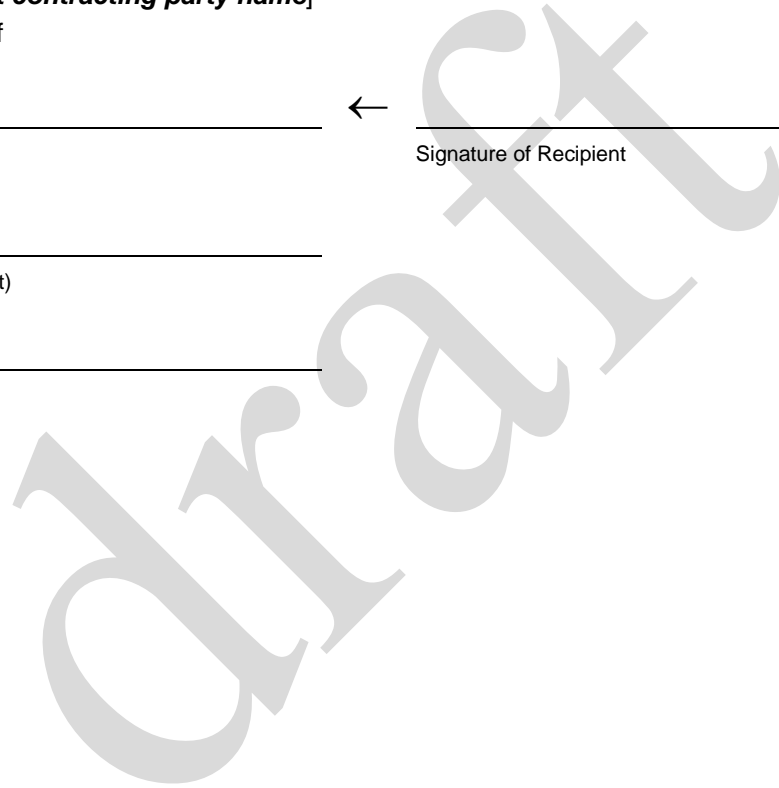 contracting party name]
Signature of Recipient
t)
draft